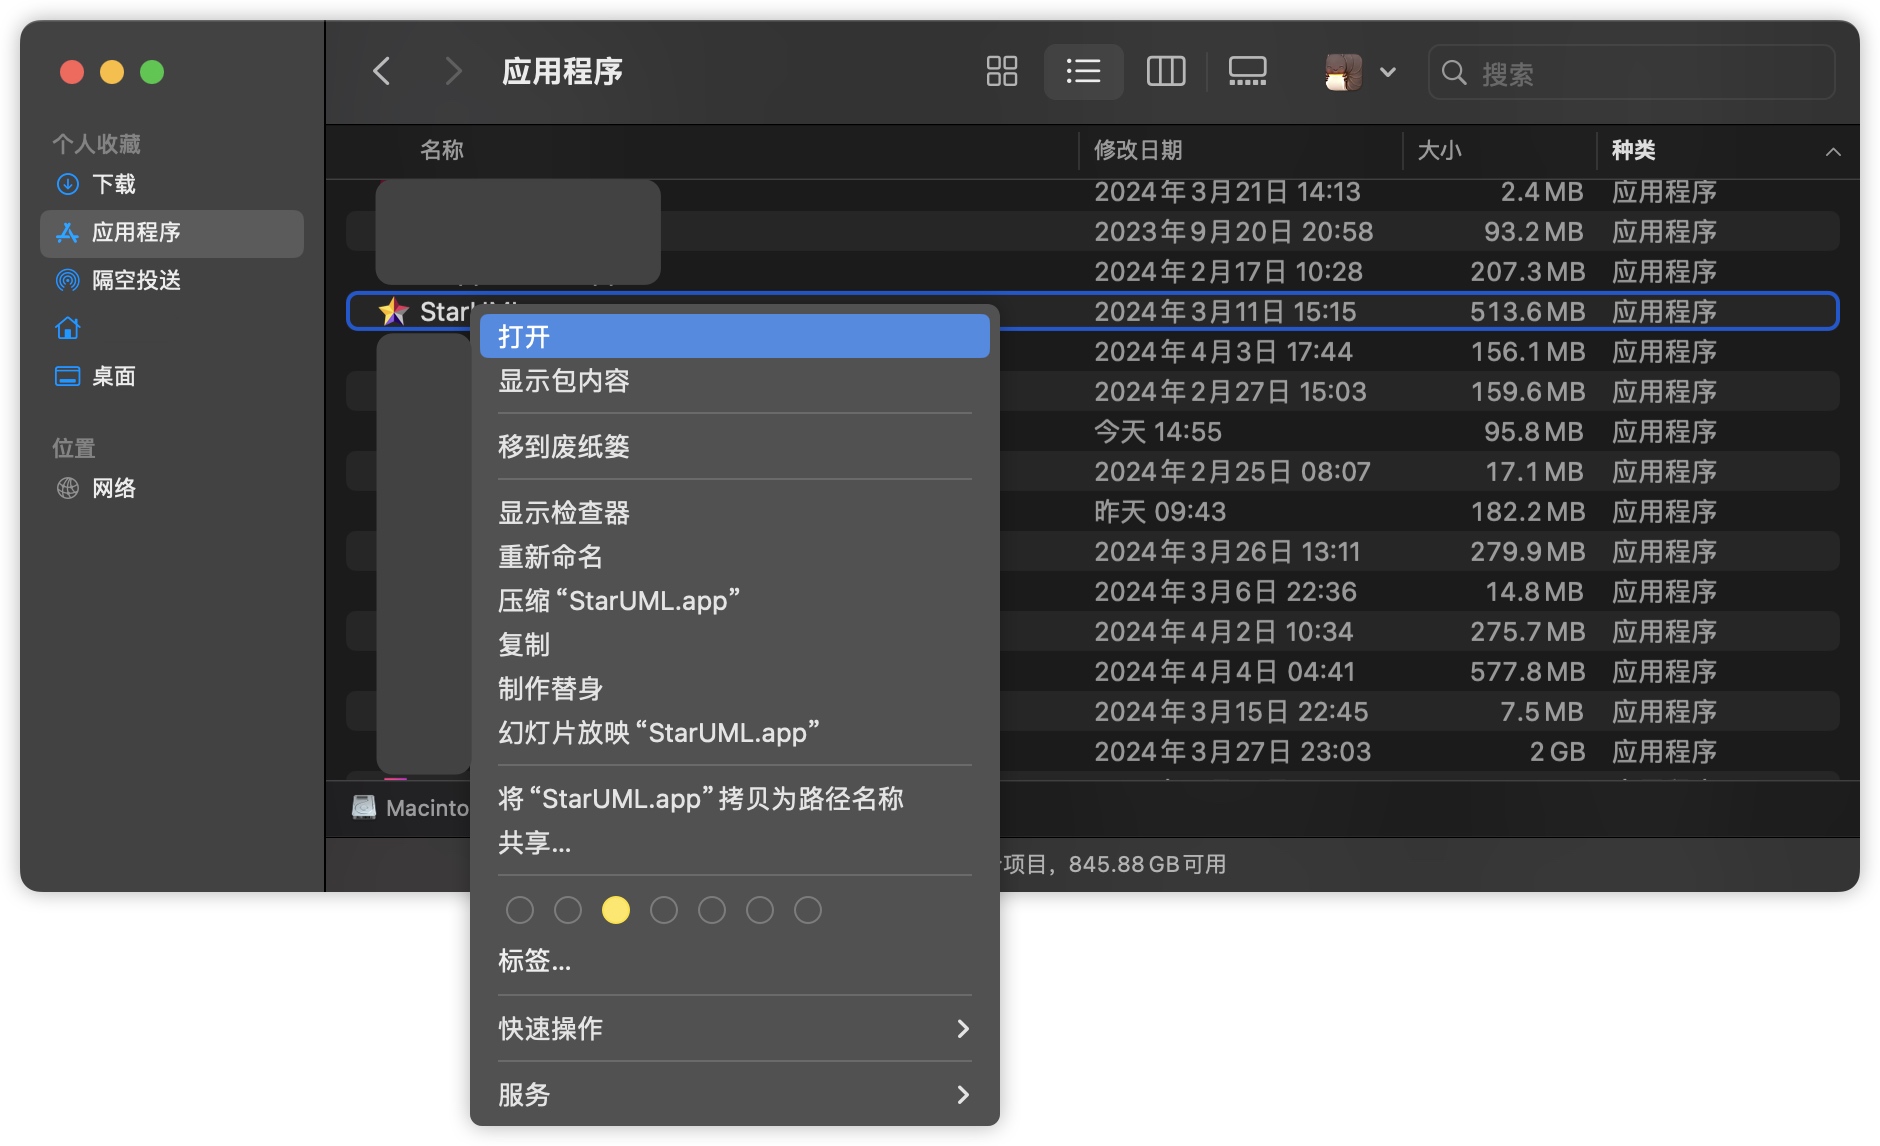 应用程序
搜索
个人收藏
下载
应用程序
隔空投送
桌面
位置
网络
名称 修改日期 大小 种类
2024年3月21日 14:13 2.4 MB 应用程序
2023年9月20日 20:58 93.2 MB 应用程序
2024年2月17日 10:28 207.3 MB 应用程序
StarUML 2024年3月11日 15:15 513.6 MB 应用程序
2024年4月3日 17:44 156.1 MB 应用程序
2024年2月27日 15:03 159.6 MB 应用程序
今天 14:55 95.8 MB 应用程序
2024年2月25日 08:07 17.1 MB 应用程序
昨天 09:43 182.2 MB 应用程序
2024年3月26日 13:11 279.9 MB 应用程序
2024年3月6日 22:36 14.8 MB 应用程序
2024年4月2日 10:34 275.7 MB 应用程序
2024年4月4日 04:41 577.8 MB 应用程序
2024年3月15日 22:45 7.5 MB 应用程序
2024年3月27日 23:03 2 GB 应用程序
Macinto
项目，845.88 GB 可用
打开
显示包内容
移到废纸篓
显示检查器
重新命名
压缩“StarUML.app”
复制
制作替身
幻灯片放映“StarUML.app”
将“StarUML.app”拷贝为路径名称
共享...
标签...
快速操作
服务